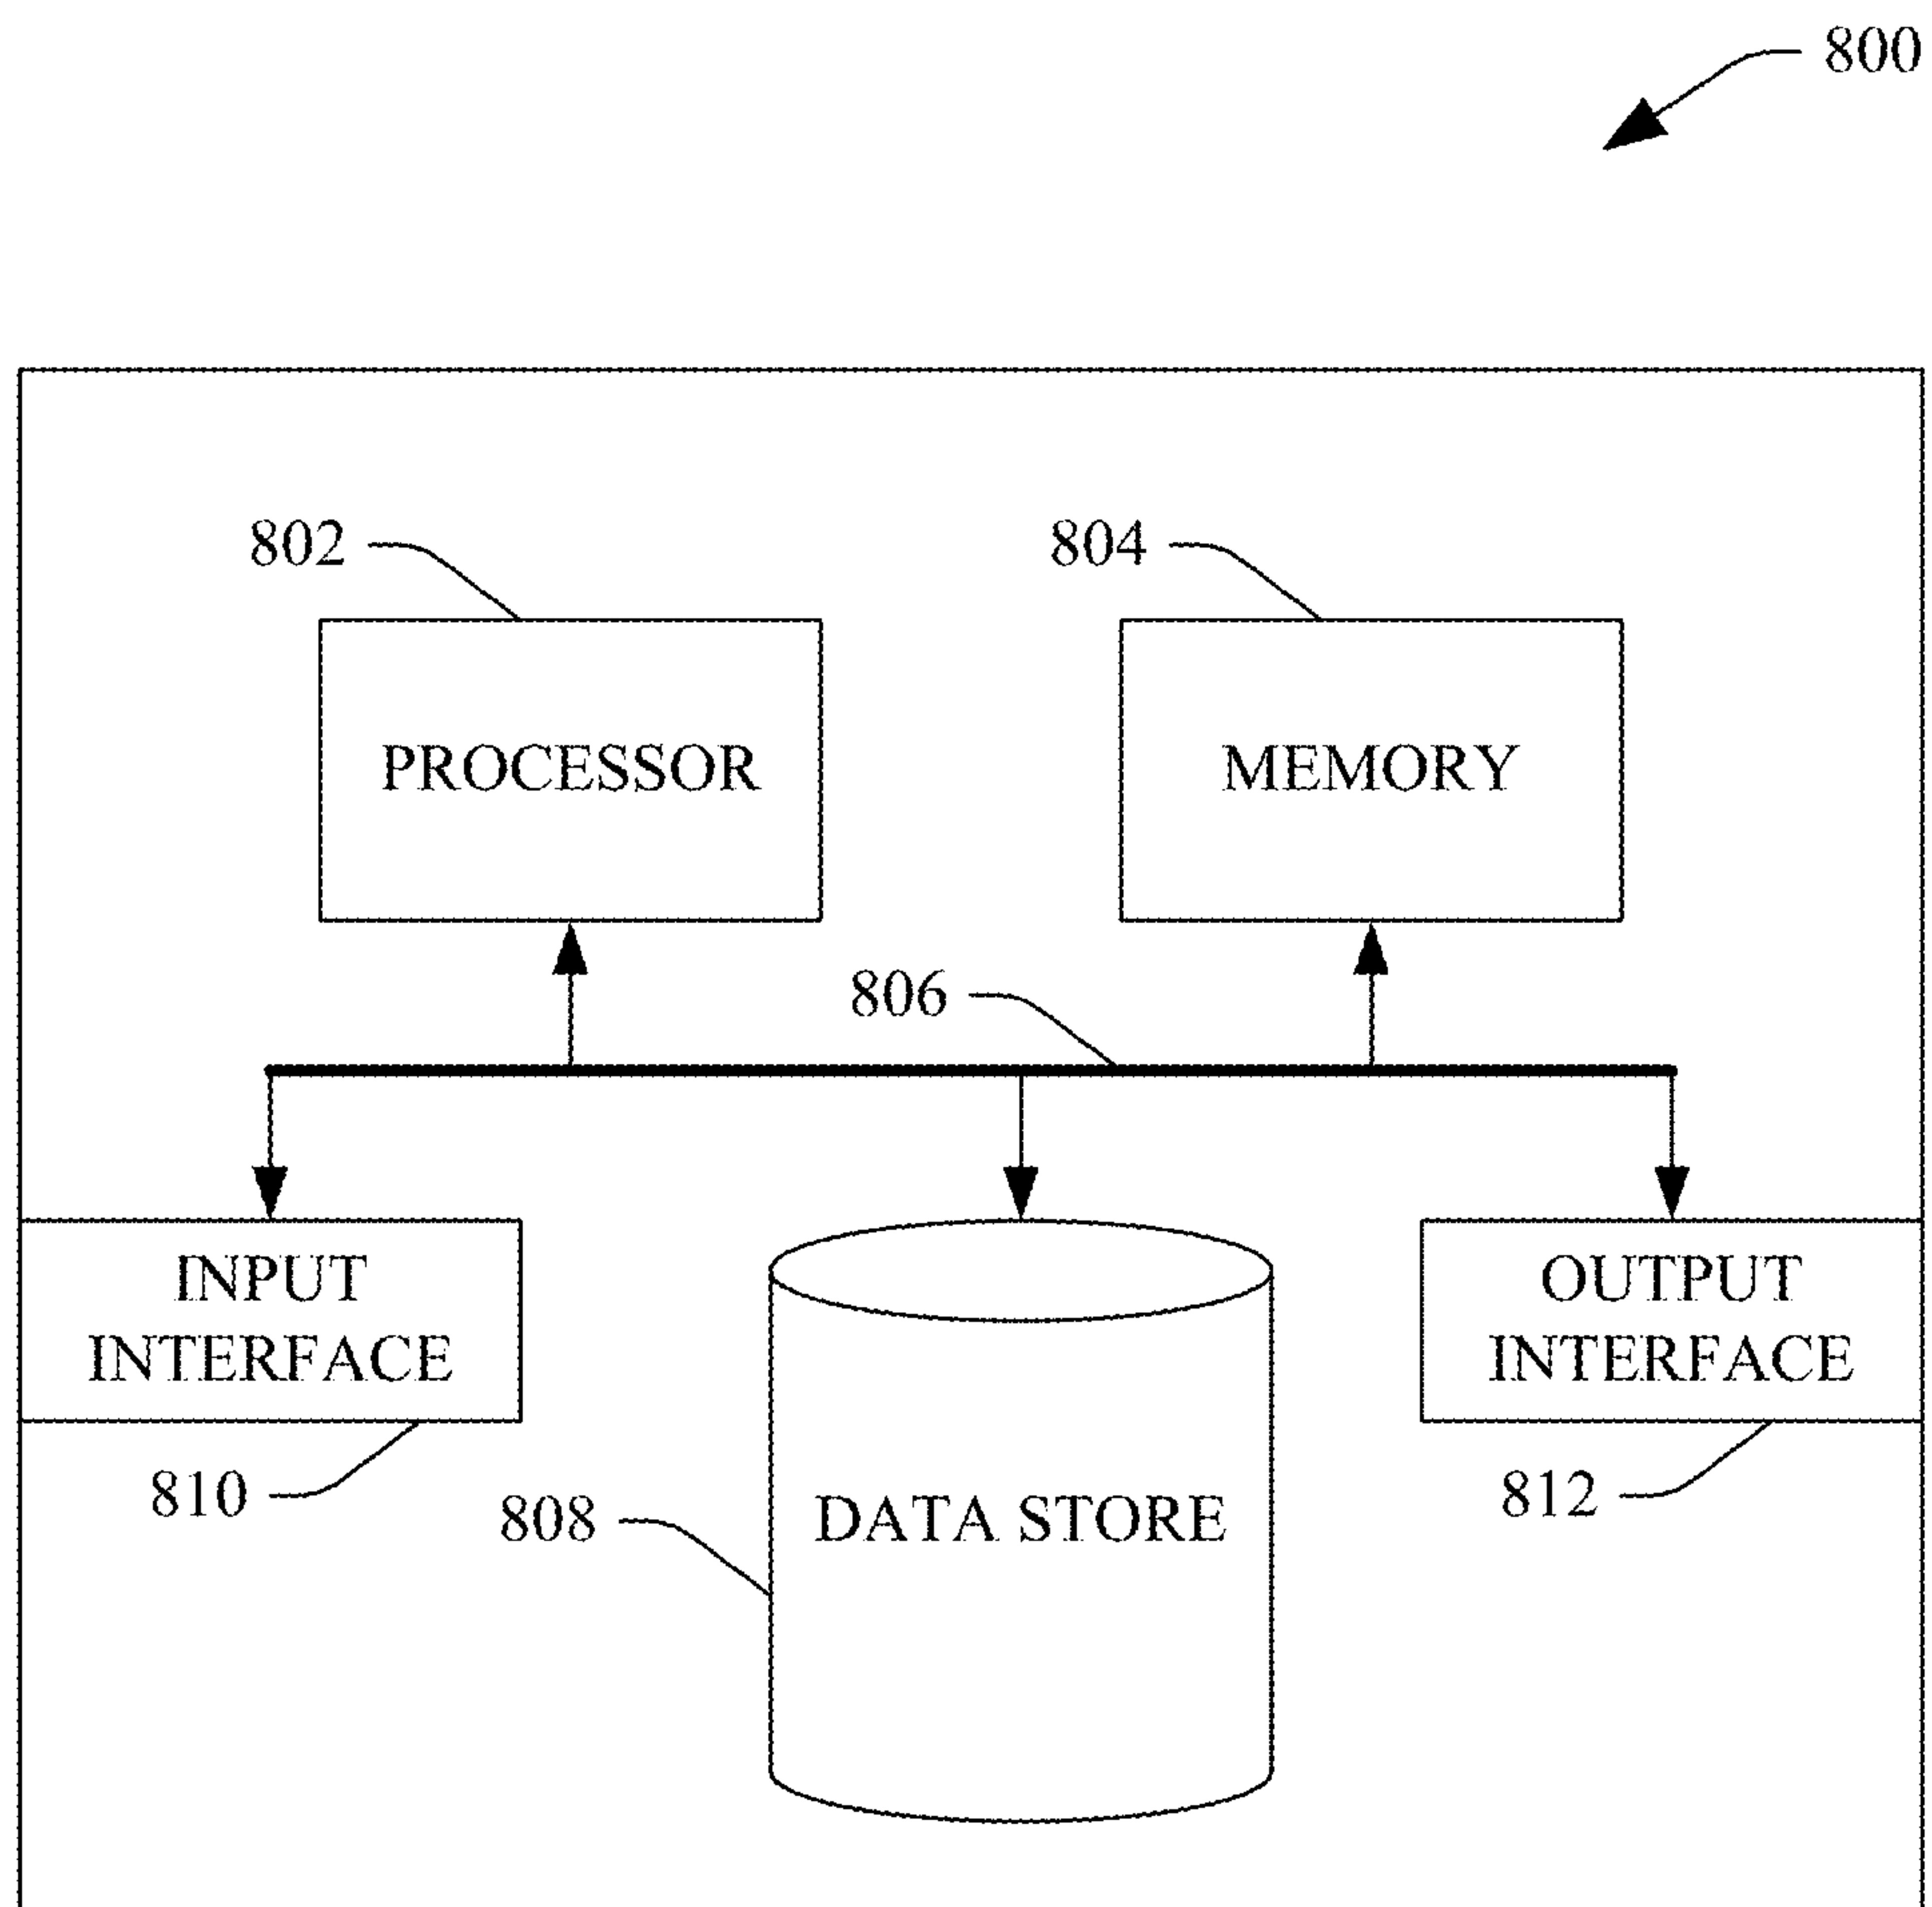 800
802
804
PROCESSOR
MEMORY
806
INPUT
INTERFACE
OUTPUT
INTERFACE
810
808
DATA STORE
812